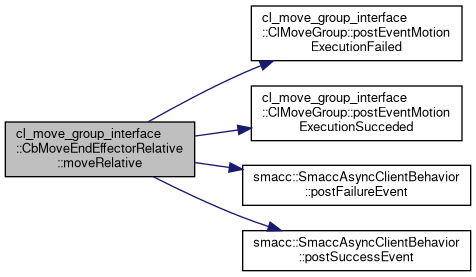 cl_move_group_interface
::CbMoveEndEffectorRelative
::moveRelative
cl_move_group_interface
::ClMoveGroup::postEventMotion
ExecutionFailed
cl_move_group_interface
::ClMoveGroup::postEventMotion
ExecutionSucceded
smacc::SmaccAsyncClientBehavior
::postFailureEvent
smacc::SmaccAsyncClientBehavior
::postSuccessEvent